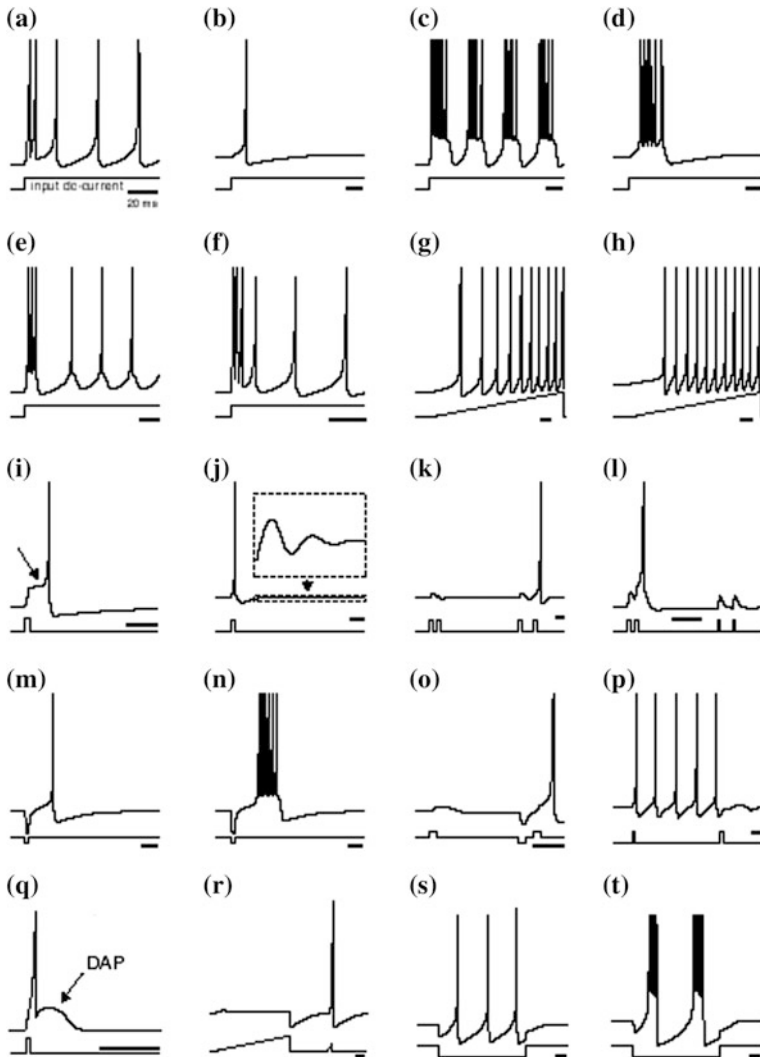 (a) (b) (c) (d)
input dc-current
20 ms
(e) (f) (g) (h)
(i) (j) (k) (l)
(m) (n) (o) (p)
(q) (r) (s) (t)
DAP